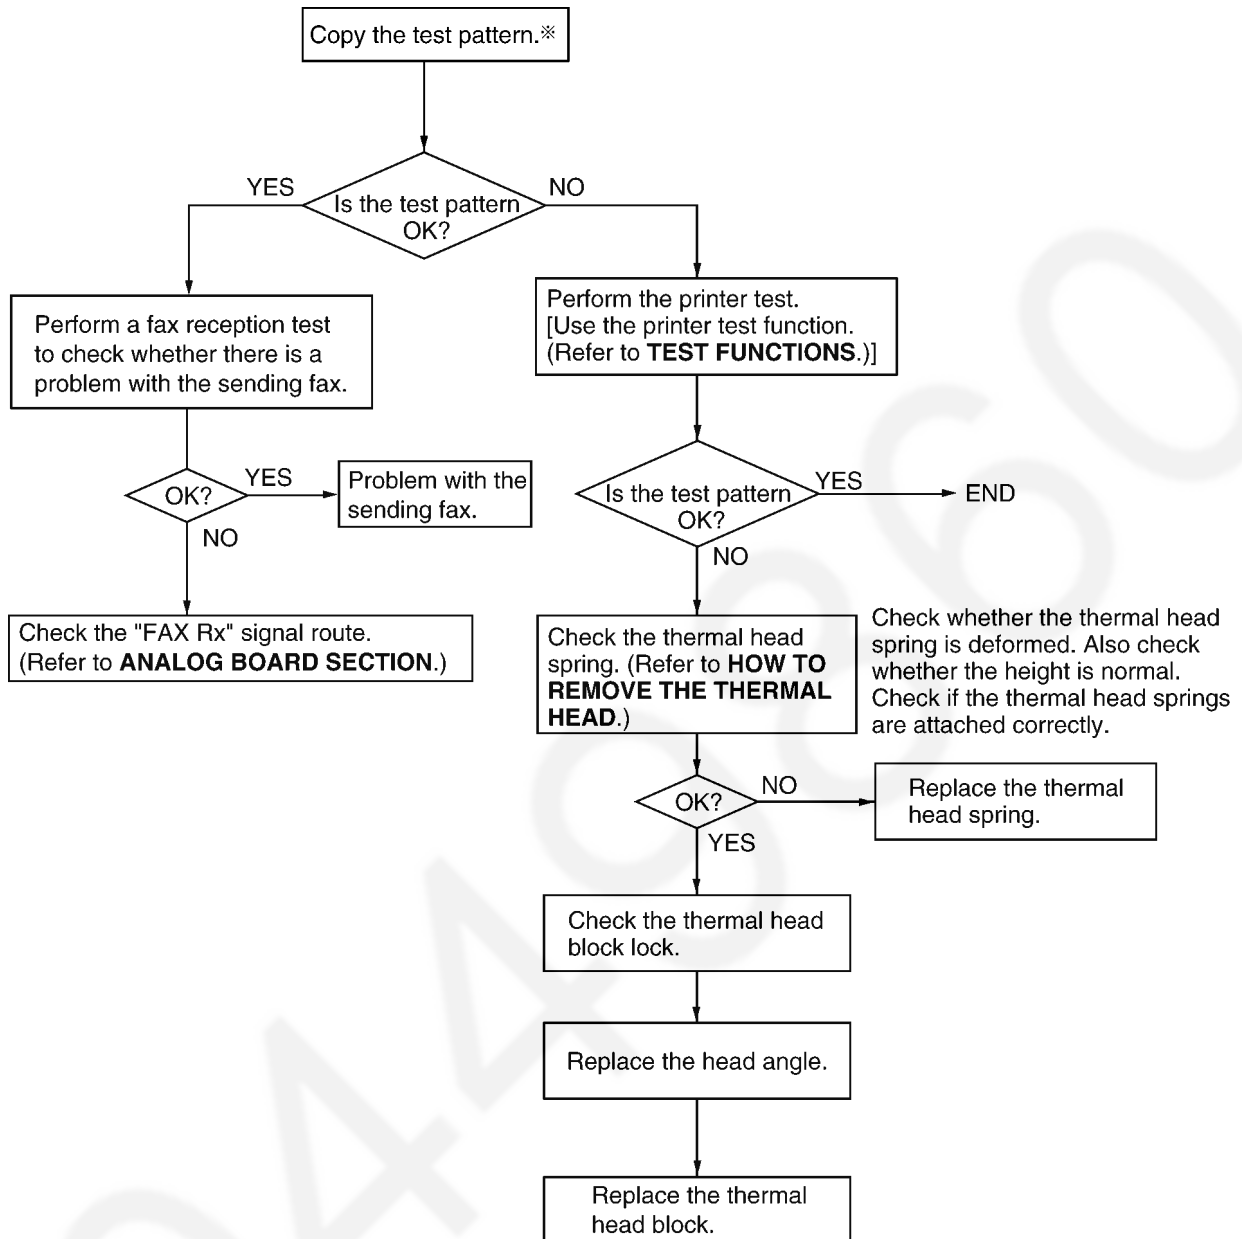 Copy the test pattern.※
YES
NO
Is the test pattern
OK?
Perform a fax reception test
to check whether there is a
problem with the sending fax.
Perform the printer test.
[Use the printer test function.
(Refer to TEST FUNCTIONS.)]
OK?
YES
Problem with the
sending fax.
NO
Is the test pattern
OK?
YES
END
NO
Check the "FAX Rx" signal route.
(Refer to ANALOG BOARD SECTION.)
Check the thermal head
spring. (Refer to HOW TO
REMOVE THE THERMAL
HEAD.)
Check whether the thermal head
spring is deformed. Also check
whether the height is normal.
Check if the thermal head springs
are attached correctly.
OK?
NO
Replace the thermal
head spring.
YES
Check the thermal head
block lock.
Replace the head angle.
Replace the thermal
head block.